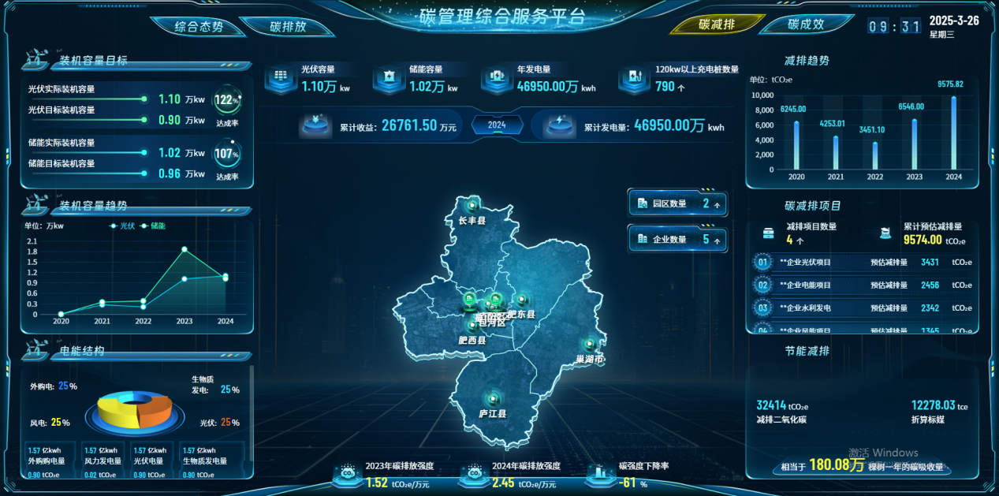 碳管理综合服务平台
综合态势
碳排放
碳减排
碳成效
09:31
2025-3-26
星期三
装机容量目标
光伏实际装机容量
1.10 万kw
光伏目标装机容量
0.90 万kw
122%
达成率
储能实际装机容量
1.02 万kw
储能目标装机容量
0.96 万kw
107%
达成率
装机容量趋势
单位: 万kw
光伏 储能
2.1
1.8
1.5
1.2
0.9
0.6
0.3
0
2020 2021 2022 2023 2024
电能结构
外购电: 25%
生物质发电: 25%
风电: 25%
光伏: 25%
1.57 亿kwh
外购购电量
0.90 tCO₂e
1.57 亿kwh
风力发电量
0.02 tCO₂e
1.57 亿kwh
光伏电量
0.90 tCO₂e
1.57 亿kwh
生物质发电量
0.90 tCO₂e
光伏容量
1.10万 kw
储能容量
1.02万 kw
年发电量
46950.00万 kwh
120kw以上充电桩数量
790 个
累计收益: 26761.50 万元
2024
累计发电量: 46950.00万 kwh
园区数量 2 个
企业数量 5 个
长丰县
肥东县
包河区
肥西县
巢湖市
庐江县
2023年碳排放强度
1.52 tCO₂e/万元
2024年碳排放强度
2.45 tCO₂e/万元
碳强度下降率
-61 %
减排趋势
单位: tCO₂e
10,000
8,000
6,000
4,000
2,000
0
6245.00
4253.01
3451.10
6546.00
9575.82
2020 2021 2022 2023 2024
碳减排项目
减排项目数量
4 个
累计预估减排量
9574.00 tCO₂e
01 **企业光伏项目 预估减排量 3431 tCO₂e
02 **企业电能项目 预估减排量 2456 tCO₂e
03 **企业水利发电 预估减排量 2342 tCO₂e
04 **企业风能项目 预估减排量 1345 tCO₂e
节能减排
32414 tCO₂e
减排二氧化碳
12278.03 tce
折算标媒
激活 Windows
相当于 180.08万 棵树一年的碳吸收量